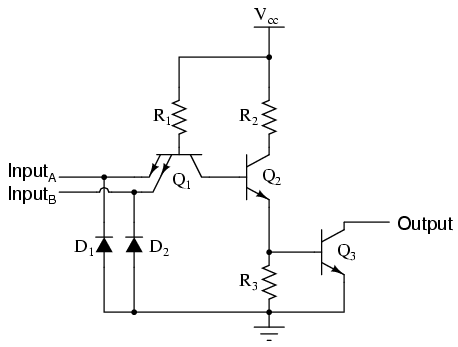 Vcc
R1
R2
InputA
InputB
Q1
Q2
Output
D1
D2
Q3
R3